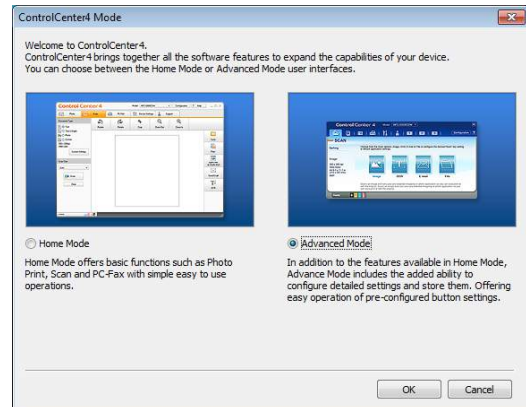 ControlCenter4 Mode
Welcome to ControlCenter4.
ControlCenter4 brings together all the software features to expand the capabilities of your device.
You can choose between the Home Mode or Advanced Mode user interfaces.
ControlCenter 4
ControlCenter 4
SCAN
Home Mode
Advanced Mode
Home Mode offers basic functions such as Photo
Print, Scan and PC-Fax with simple easy to use
operations.
In addition to the features available in Home Mode,
Advance Mode includes the added ability to
configure detailed settings and store them. Offering
easy operation of pre-configured button settings.
OK
Cancel